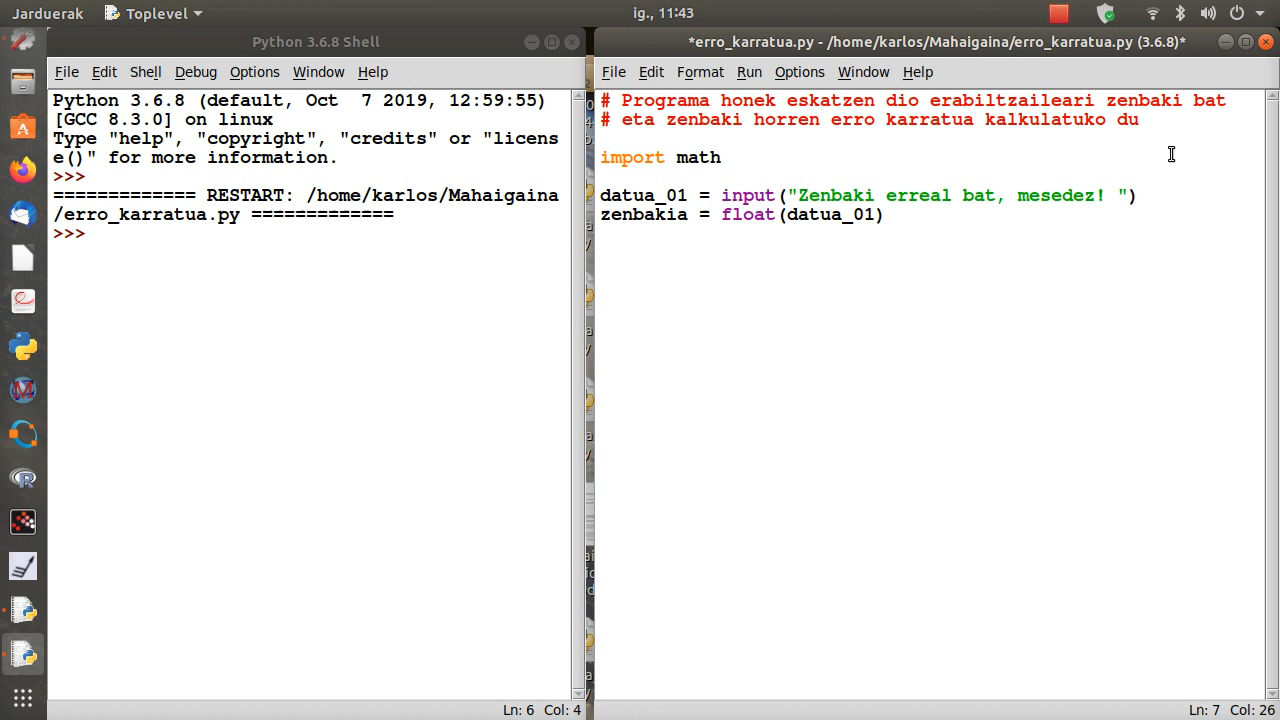 Jarduerak Toplevel ig., 11:43
Python 3.6.8 Shell
File Edit Shell Debug Options Window Help
Python 3.6.8 (default, Oct  7 2019, 12:59:55)
[GCC 8.3.0] on linux
Type "help", "copyright", "credits" or "licens
e()" for more information.
>>>
============= RESTART: /home/karlos/Mahaigaina
/erro_karratua.py =============
>>>
Ln: 6 Col: 4
*erro_karratua.py - /home/karlos/Mahaigaina/erro_karratua.py (3.6.8)*
File Edit Format Run Options Window Help
# Programa honek eskatzen dio erabiltzaileari zenbaki bat
# eta zenbaki horren erro karratua kalkulatuko du
import math
datua_01 = input("Zenbaki erreal bat, mesedez! ")
zenbakia = float(datua_01)
Ln: 7 Col: 26